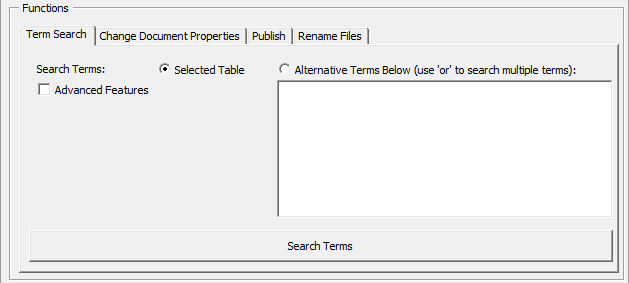 Functions
Term Search Change Document Properties Publish Rename Files
Search Terms: Selected Table Alternative Terms Below (use 'or' to search multiple terms):
Advanced Features
Search Terms